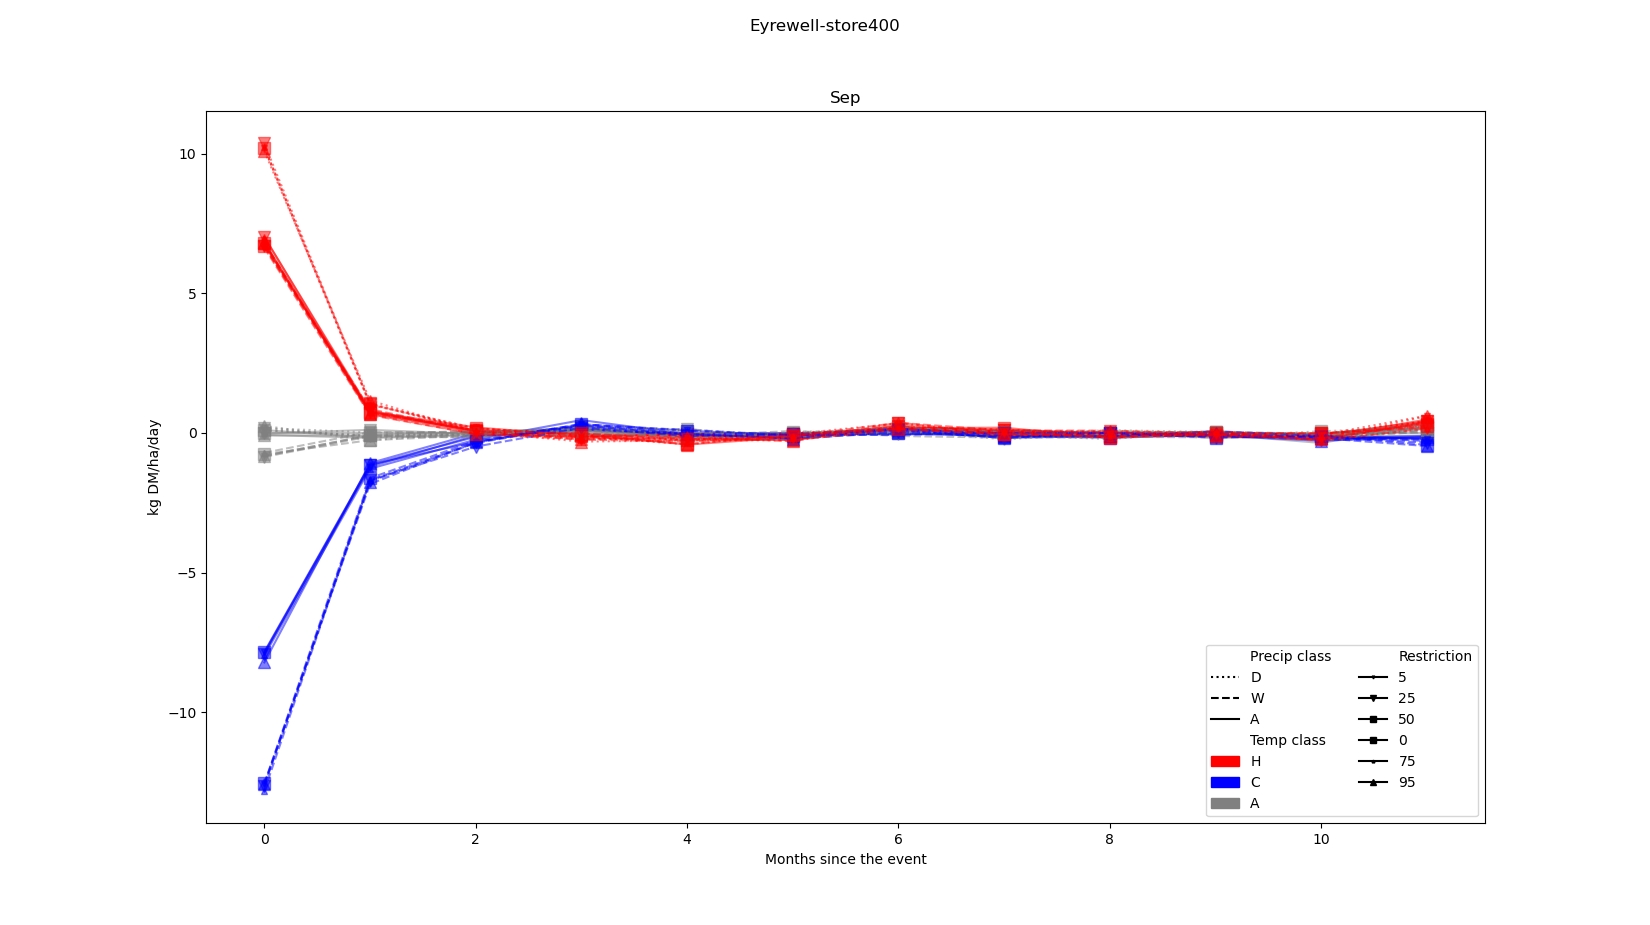 Eyrewell-store400
Sep
10
5
0
−5
−10
kg DM/ha/day
0
2
4
6
8
10
Months since the event
Precip class
D
W
A
Temp class
H
C
A
Restriction
5
25
50
0
75
95